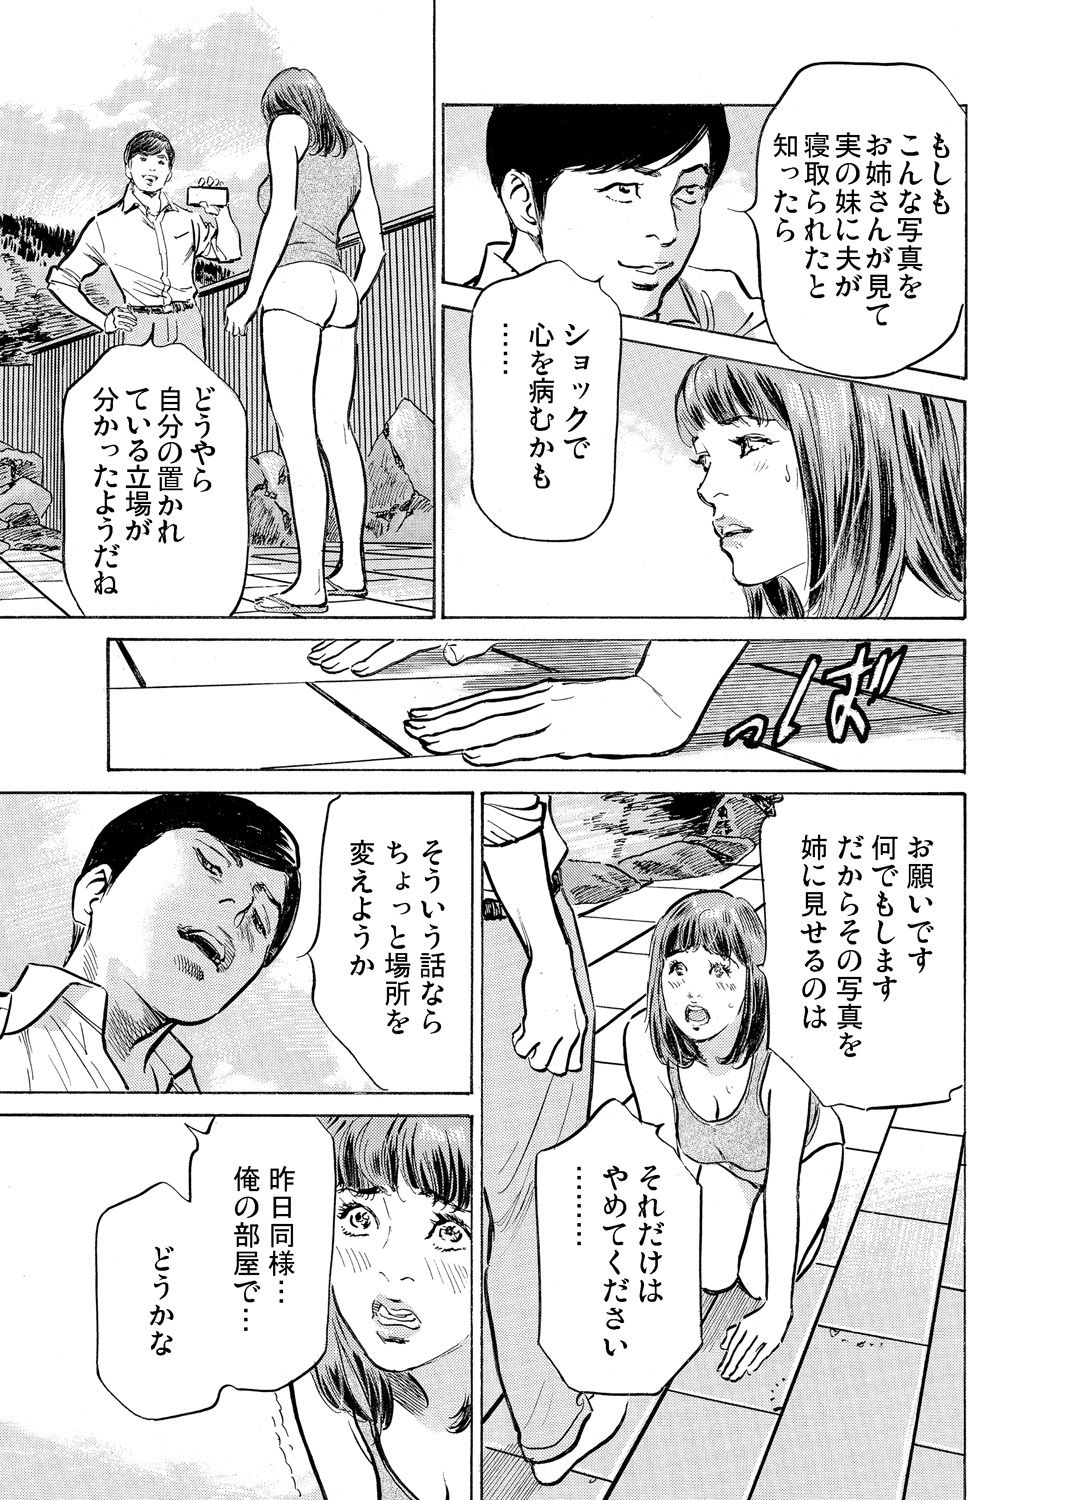 もしも
こんな写真を
お姉さんが見て
実の妹に夫が
寝取られたと
知ったら
ショックで
心を病むかも
……
どうやら
自分の置かれ
ている立場が
分かったようだね
ばっ
お願いです
何でもします
だからその写真を
姉に見せるのは
それだけは
やめてください
………
そういう話なら
ちょっと場所を
変えようか
昨日同様…
俺の部屋で…
どうかな